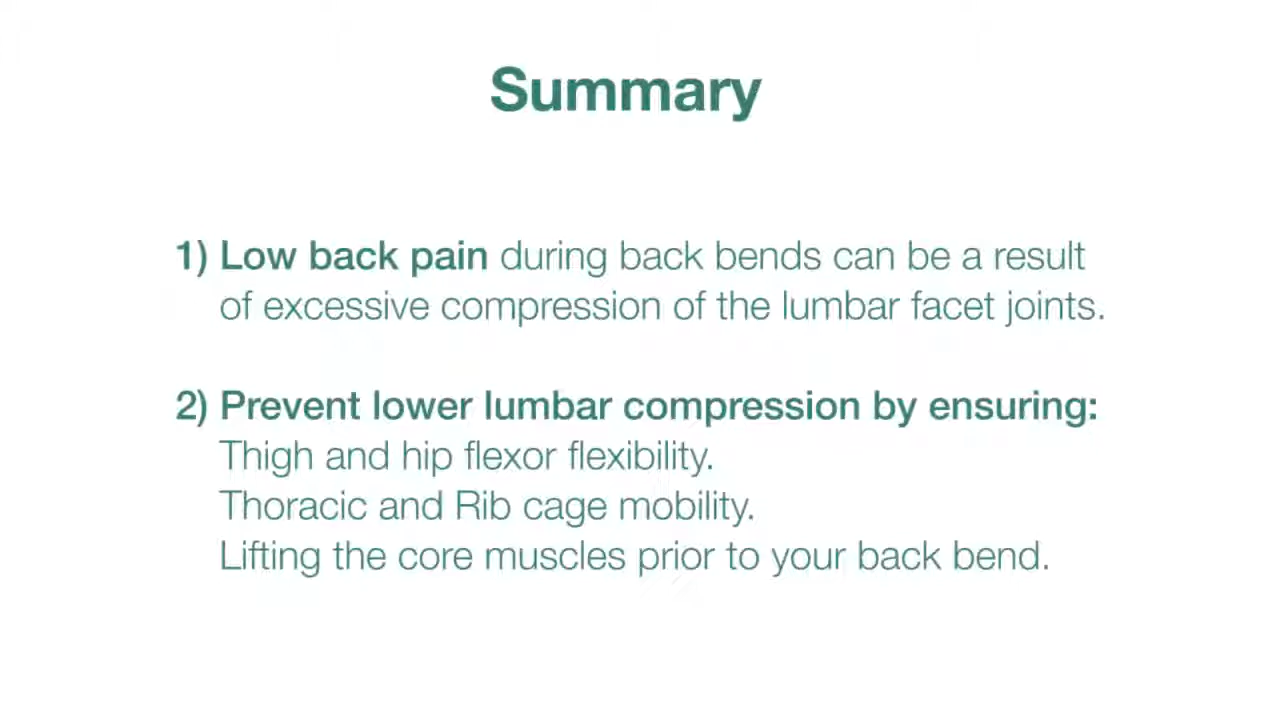 Summary
1) Low back pain during back bends can be a result
of excessive compression of the lumbar facet joints.
2) Prevent lower lumbar compression by ensuring:
Thigh and hip flexor flexibility.
Thoracic and Rib cage mobility.
Lifting the core muscles prior to your back bend.